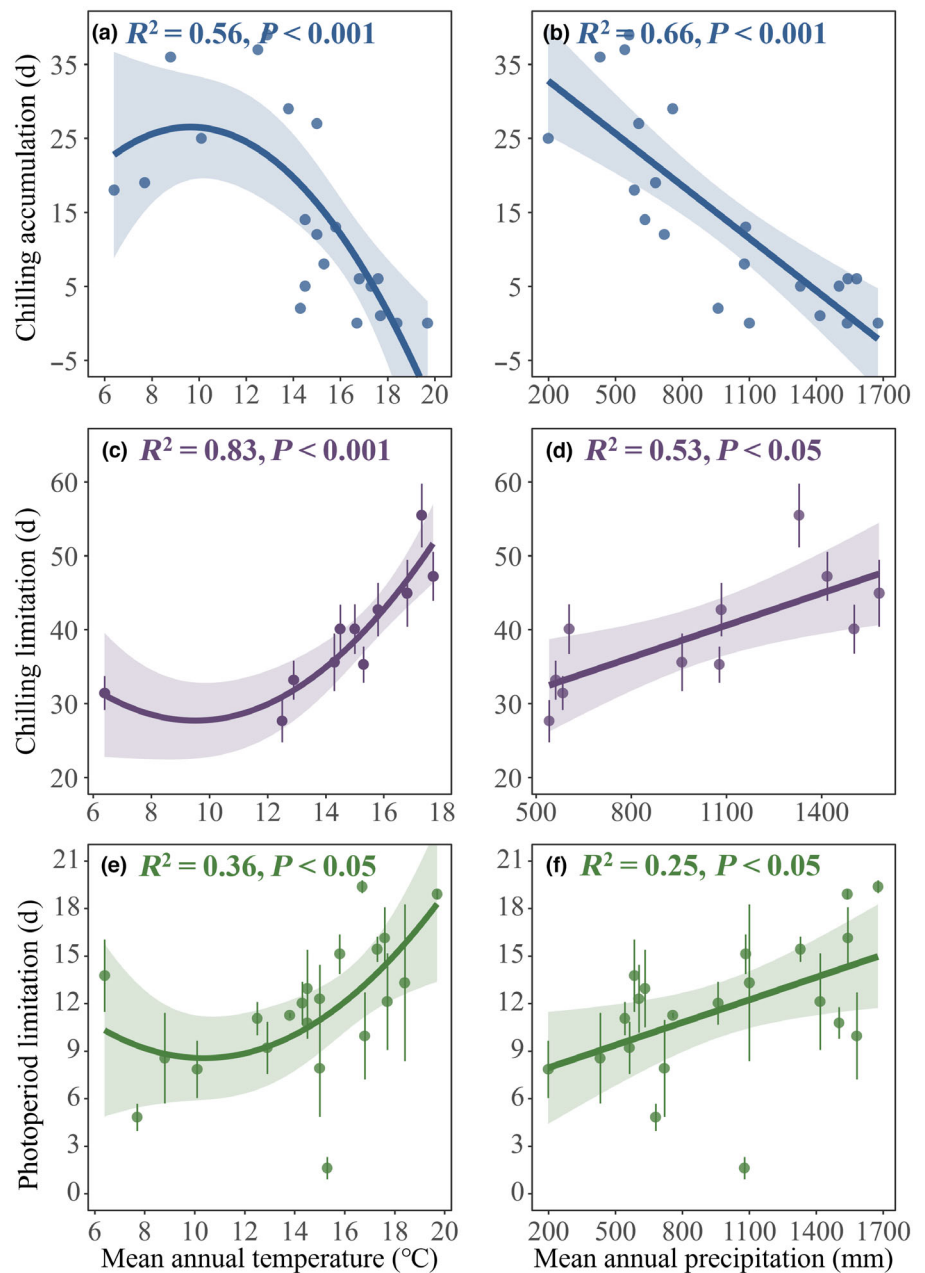 (a) R² = 0.56, P < 0.001
(b) R² = 0.66, P < 0.001
Chilling accumulation (d)
35
25
15
5
−5
6 8 10 12 14 16 18 20
200 500 800 1100 1400 1700
(c) R² = 0.83, P < 0.001
(d) R² = 0.53, P < 0.05
Chilling limitation (d)
60
50
40
30
20
6 8 10 12 14 16 18
500 800 1100 1400
(e) R² = 0.36, P < 0.05
(f) R² = 0.25, P < 0.05
Photoperiod limitation (d)
21
18
15
12
9
6
3
0
6 8 10 12 14 16 18 20
200 500 800 1100 1400 1700
Mean annual temperature (°C)
Mean annual precipitation (mm)